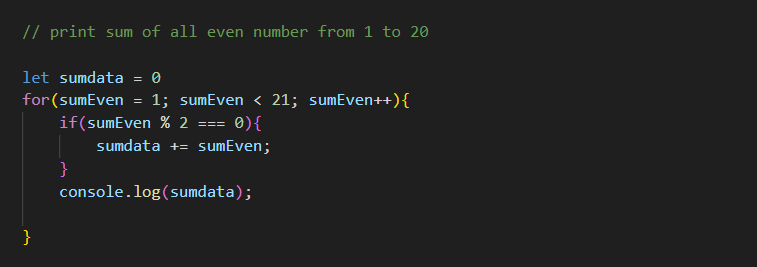 // print sum of all even number from 1 to 20
let sumdata = 0
for(sumEven = 1; sumEven < 21; sumEven++){
    if(sumEven % 2 === 0){
        sumdata += sumEven;
    }
    console.log(sumdata);
}